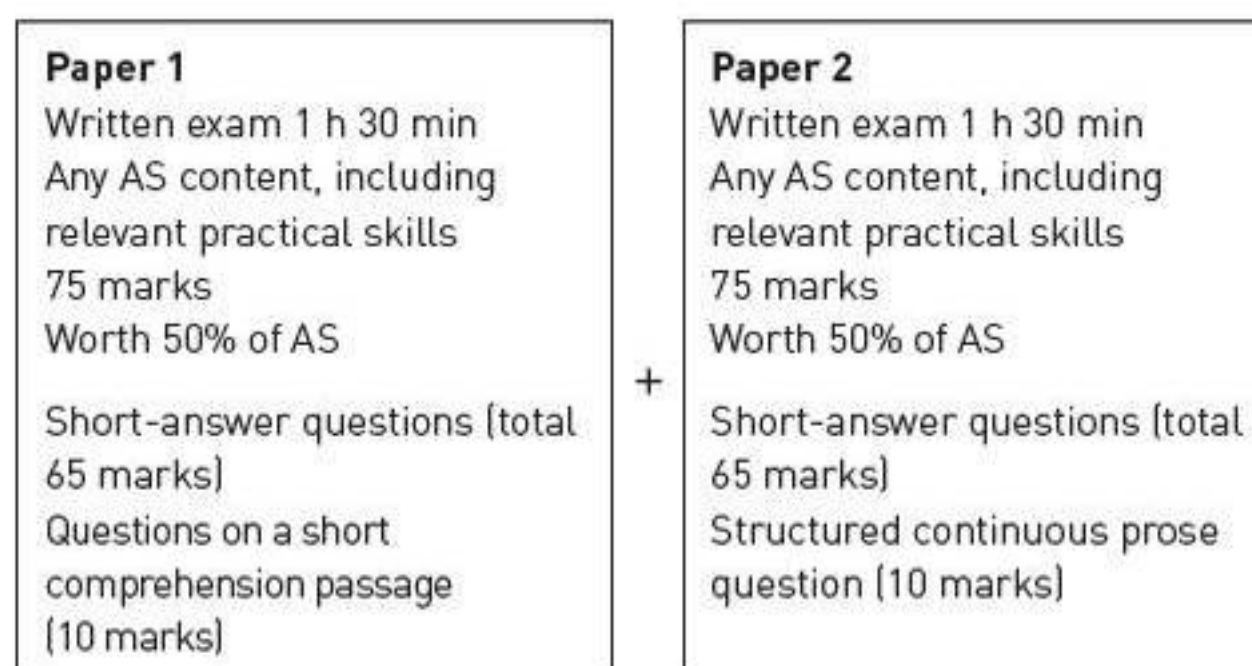 Paper 1
Written exam 1 h 30 min
Any AS content, including
relevant practical skills
75 marks
Worth 50% of AS
Short-answer questions (total
65 marks)
Questions on a short
comprehension passage
(10 marks)
+
Paper 2
Written exam 1 h 30 min
Any AS content, including
relevant practical skills
75 marks
Worth 50% of AS
Short-answer questions (total
65 marks)
Structured continuous prose
question (10 marks)